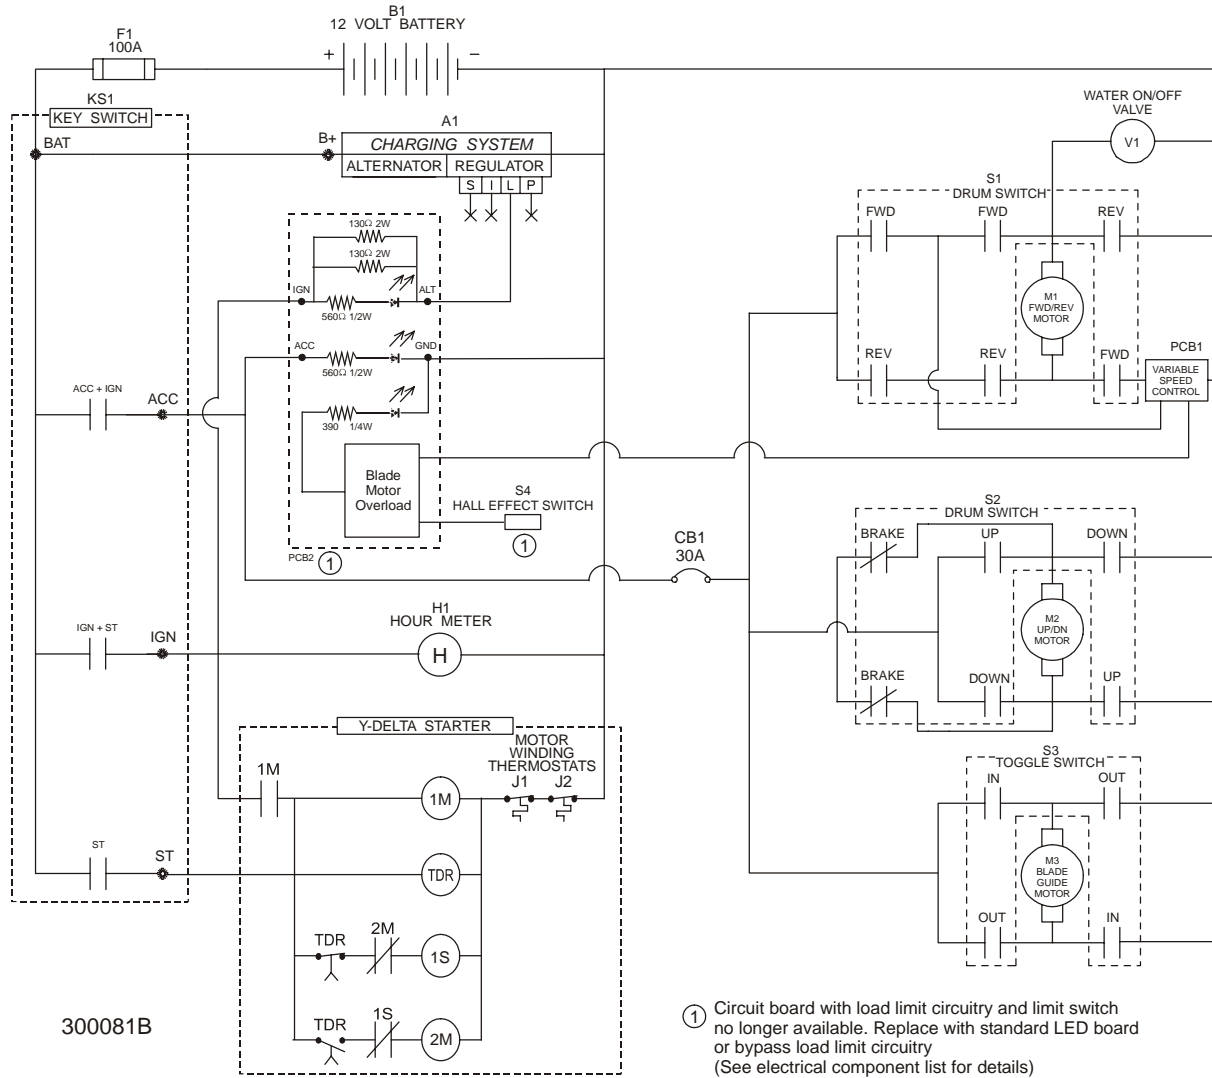 B1
12 VOLT BATTERY
F1
100A
+
−
KS1
KEY SWITCH
BAT
B+
A1
CHARGING SYSTEM
ALTERNATOR
REGULATOR
S
I
L
P
WATER ON/OFF
VALVE
V1
S1
DRUM SWITCH
FWD
FWD
REV
130Ω 2W
130Ω 2W
IGN
ALT
560Ω 1/2W
M1
FWD/REV
MOTOR
ACC
GND
560Ω 1/2W
REV
REV
FWD
PCB1
VARIABLE
SPEED
CONTROL
ACC + IGN
ACC
390 1/4W
Blade
Motor
Overload
S4
HALL EFFECT SWITCH
1
PCB2
1
CB1
30A
S2
DRUM SWITCH
BRAKE
UP
DOWN
M2
UP/DN
MOTOR
BRAKE
DOWN
UP
IGN + ST
IGN
H1
HOUR METER
H
Y-DELTA STARTER
MOTOR
WINDING
THERMOSTATS
J1
J2
1M
1M
S3
TOGGLE SWITCH
IN
OUT
M3
BLADE
GUIDE
MOTOR
OUT
IN
ST
ST
TDR
TDR
2M
1S
TDR
1S
2M
300081B
1 Circuit board with load limit circuitry and limit switch
no longer available. Replace with standard LED board
or bypass load limit circuitry
(See electrical component list for details)